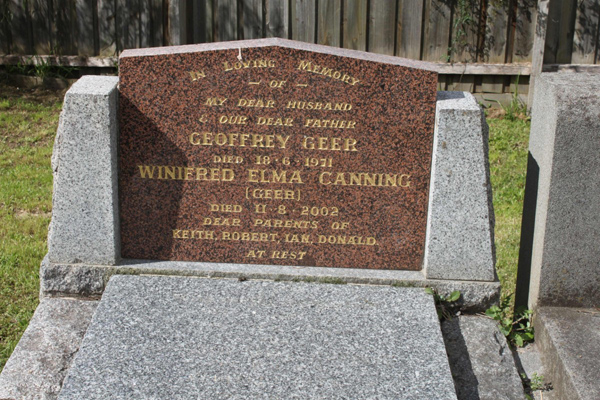 In Loving Memory
- OF -
MY DEAR HUSBAND
& OUR DEAR FATHER
GEOFFREY GEER
DIED 18·6·1971
WINIFRED ELMA CANNING
(GEER)
DIED 11·8·2002
DEAR PARENTS OF
KEITH, ROBERT, IAN, DONALD.
AT REST